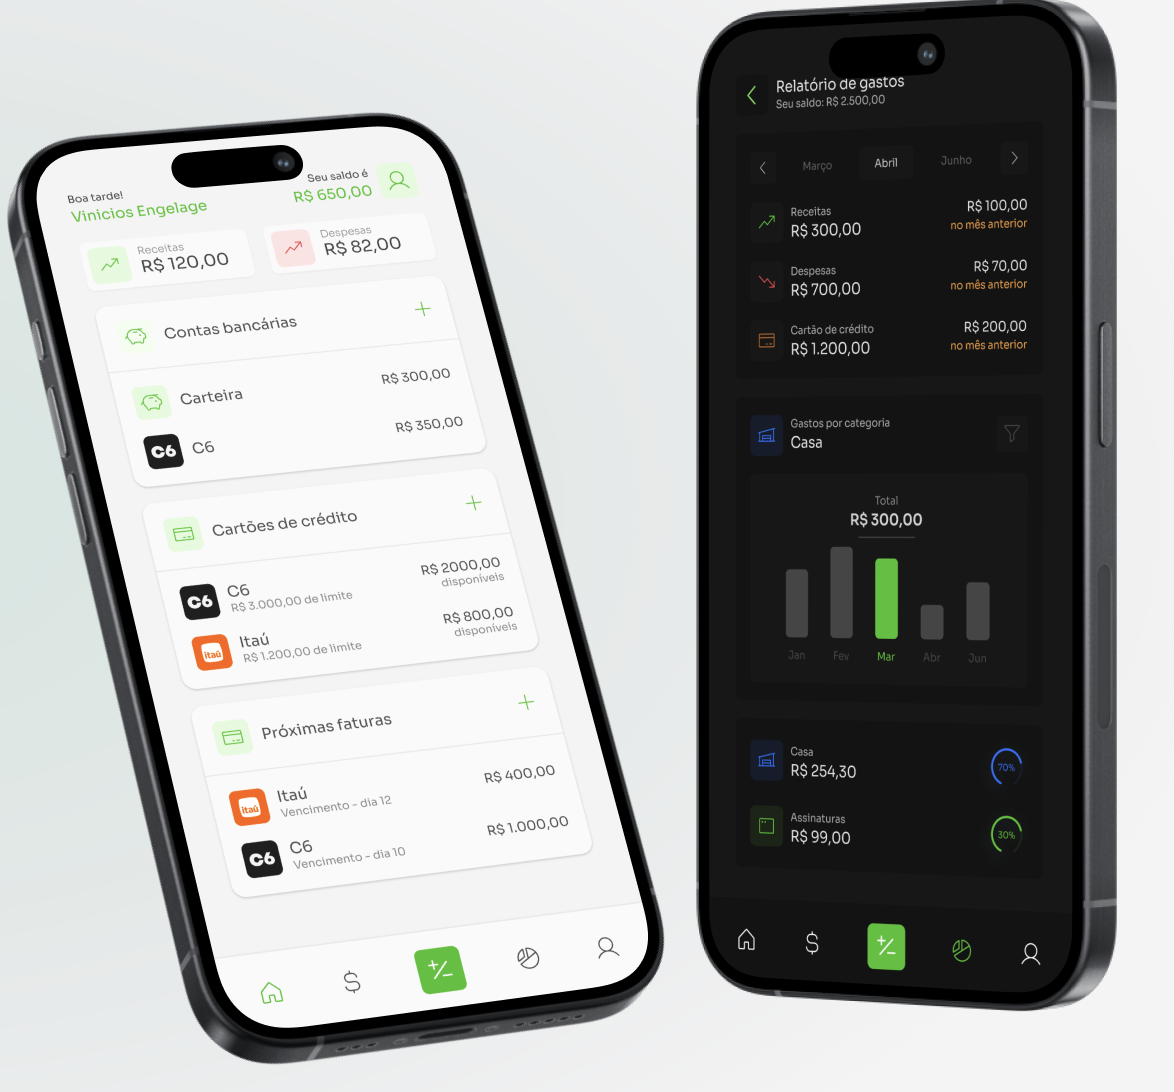 Boa tarde!
Vinicios Engelage
Seu saldo é
R$ 650,00
Receitas
R$ 120,00
Despesas
R$ 82,00
Contas bancárias
Carteira
R$ 300,00
C6
C6
R$ 350,00
Cartões de crédito
C6
C6
R$ 3.000,00 de limite
R$ 2000,00
disponíveis
itaú
Itaú
R$ 1.200,00 de limite
R$ 800,00
disponíveis
Próximas faturas
itaú
Itaú
Vencimento - dia 12
R$ 400,00
C6
C6
Vencimento - dia 10
R$ 1.000,00
Relatório de gastos
Seu saldo: R$ 2.500,00
Março
Abril
Junho
Receitas
R$ 300,00
R$ 100,00
no mês anterior
Despesas
R$ 700,00
R$ 70,00
no mês anterior
Cartão de crédito
R$ 1.200,00
R$ 200,00
no mês anterior
Gastos por categoria
Casa
Total
R$ 300,00
Jan Fev Mar Abr Jun
Casa
R$ 254,30
70%
Assinaturas
R$ 99,00
30%